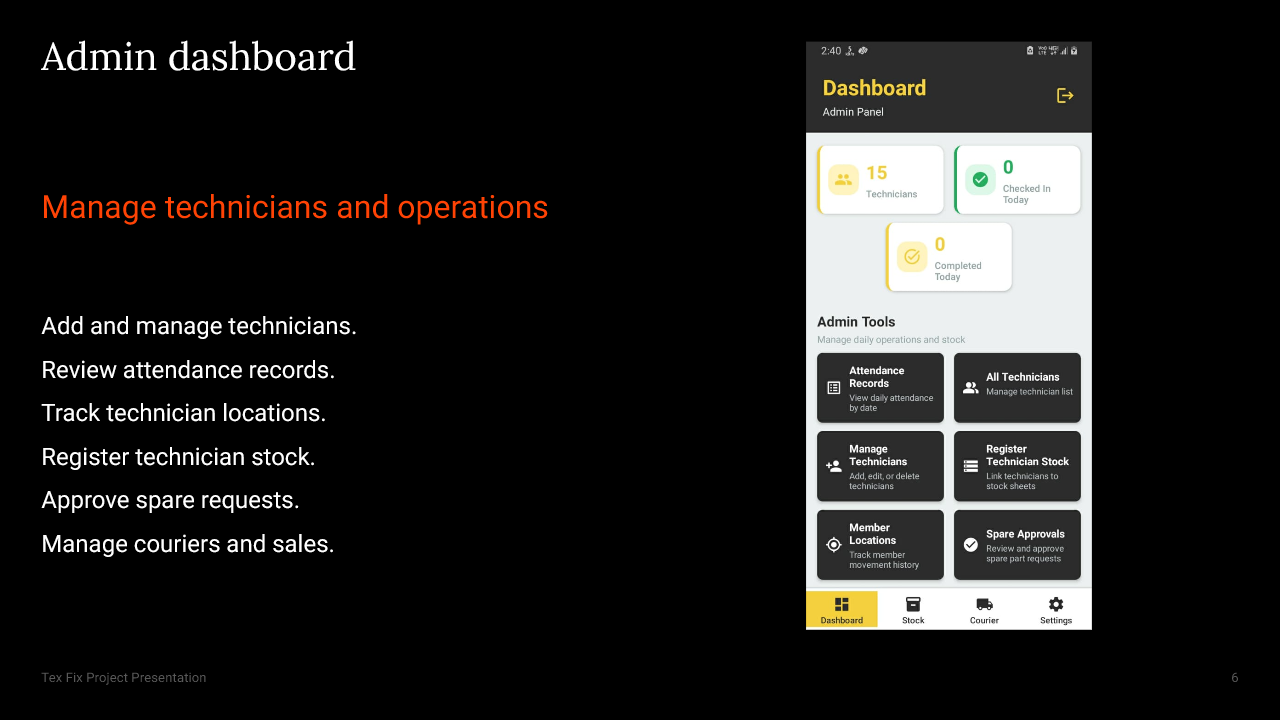 Admin dashboard
Manage technicians and operations
Add and manage technicians.
Review attendance records.
Track technician locations.
Register technician stock.
Approve spare requests.
Manage couriers and sales.
Tex Fix Project Presentation
6
2:40
Dashboard
Admin Panel
15
Technicians
0
Checked In
Today
0
Completed
Today
Admin Tools
Manage daily operations and stock
Attendance
Records
View daily attendance
by date
All Technicians
Manage technician list
Manage
Technicians
Add, edit, or delete
technicians
Register
Technician Stock
Link technicians to
stock sheets
Member
Locations
Track member
movement history
Spare Approvals
Review and approve
spare part requests
Dashboard
Stock
Courier
Settings